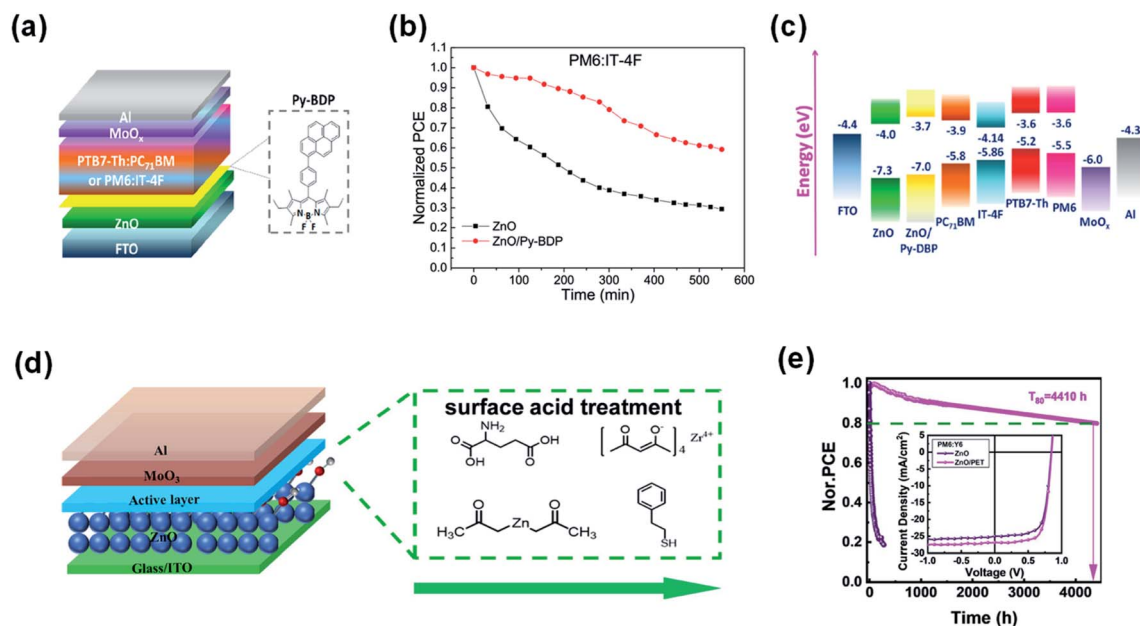 (a)
Al
MoOₓ
PTB7-Th:PC₇₁BM
or PM6:IT-4F
ZnO
FTO
Py-BDP
N B N
F F
(b)
PM6:IT-4F
Normalized PCE
1.1
1.0
0.9
0.8
0.7
0.6
0.5
0.4
0.3
0.2
0.1
0.0
ZnO
ZnO/Py-BDP
0 100 200 300 400 500 600
Time (min)
(c)
Energy (eV)
-4.4
FTO
-4.0
-7.3
ZnO
-3.7
-7.0
ZnO/
Py-DBP
-3.9
-5.8
PC₇₁BM
-4.14
-5.86
IT-4F
-3.6
-5.2
PTB7-Th
-3.6
-5.5
PM6
-6.0
MoOₓ
-4.3
Al
(d)
Al
MoO₃
Active layer
ZnO
Glass/ITO
surface acid treatment
NH₂
O
OH
OH
O
O O⁻
4 Zr⁴⁺
O
H₃C
Zn
O
CH₃
SH
(e)
Nor.PCE
1.0
0.8
0.6
0.4
0.2
0.0
T₈₀=4410 h
PM6:Y6
ZnO
ZnO/PET
Current Density (mA/cm²)
5
0
-5
-10
-15
-20
-25
-30
-1.0 -0.5 0.0 0.5 1.0
Voltage (V)
0 1000 2000 3000 4000
Time (h)